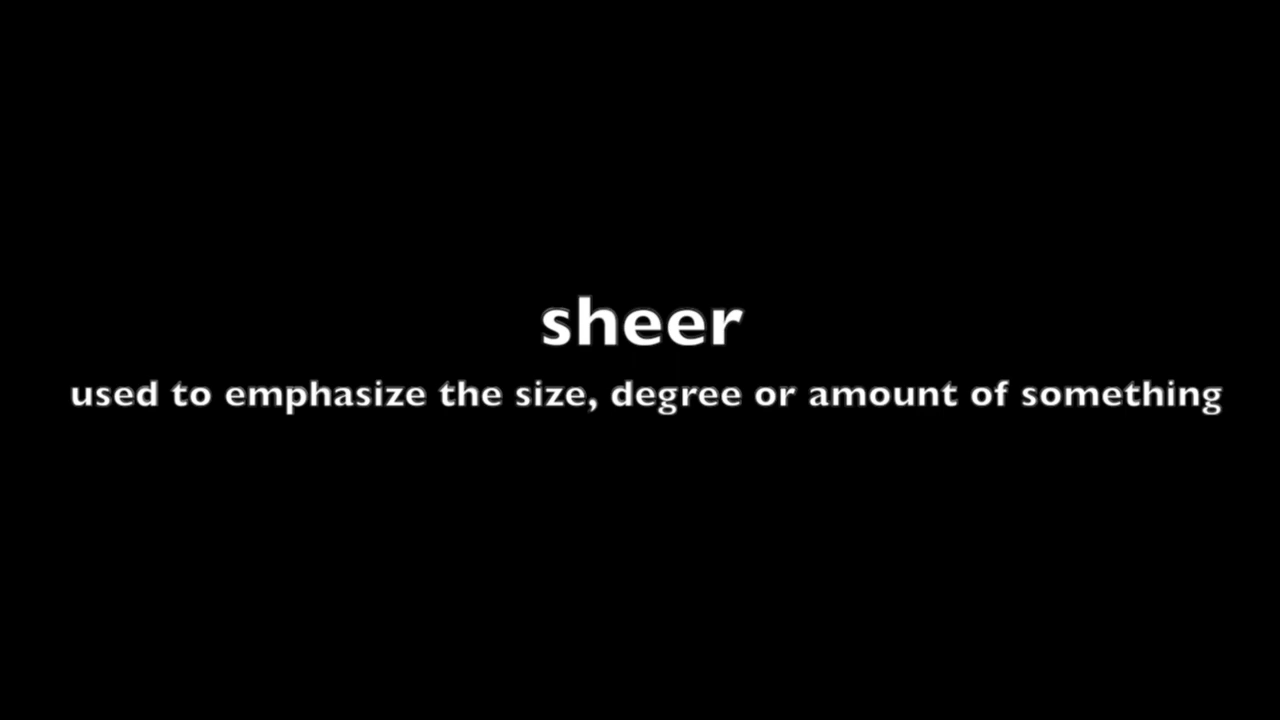 sheer
used to emphasize the size, degree or amount of something